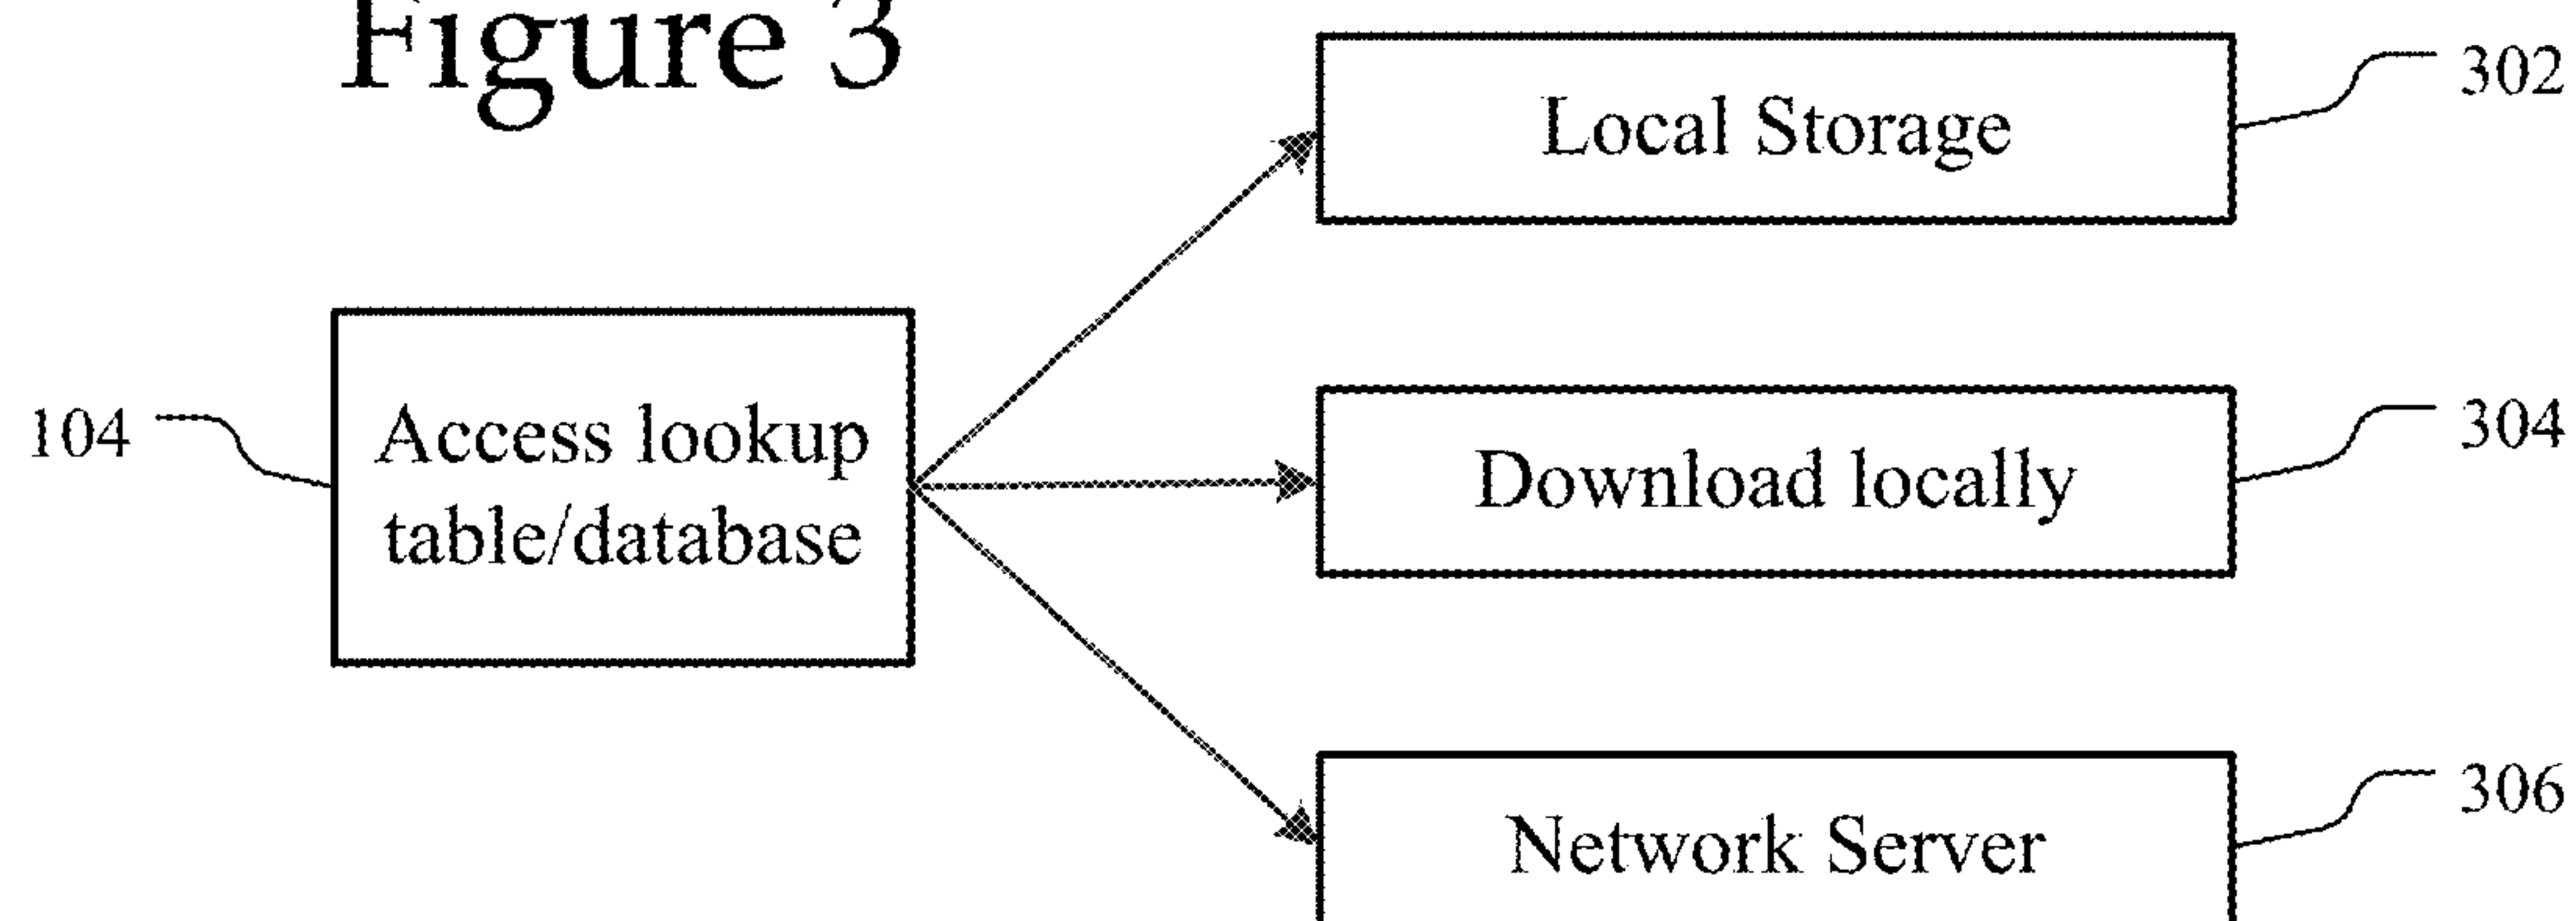 Figure 3
302
Local Storage
104
Access lookup
table/database
304
Download locally
306
Network Server